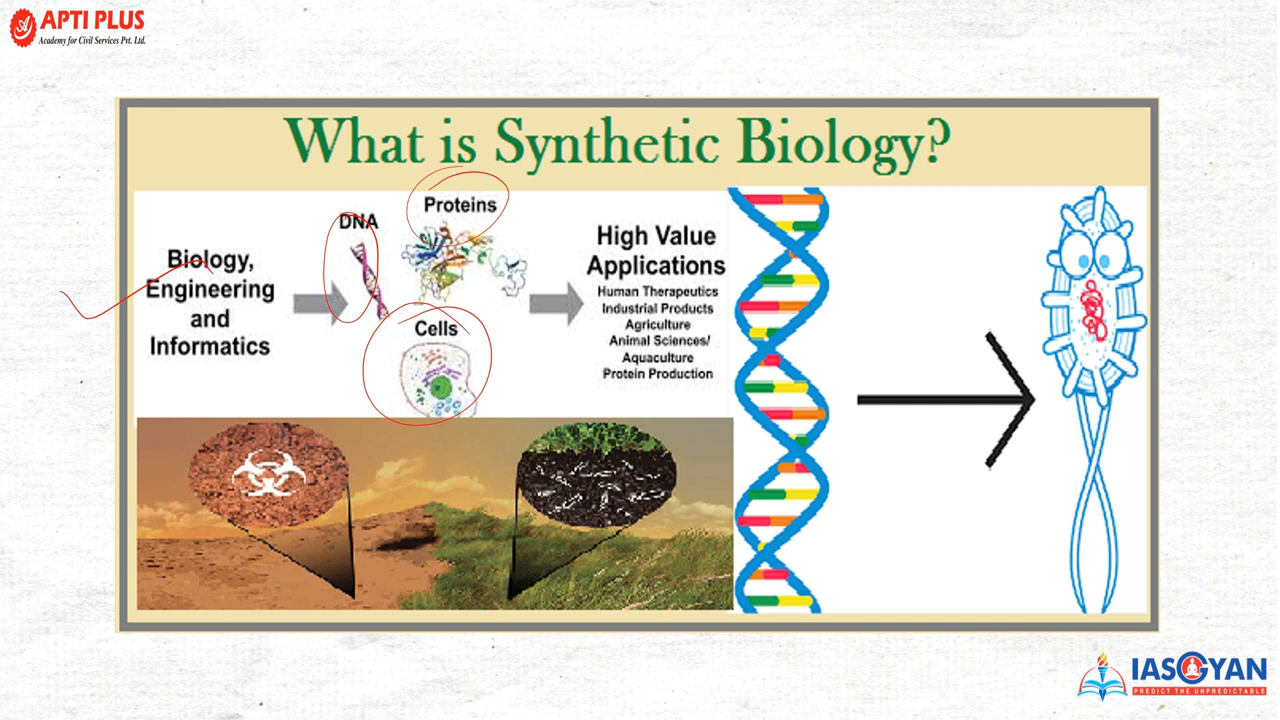 APTI PLUS
Academy for Civil Services Pvt. Ltd.
What is Synthetic Biology?
Biology,
Engineering
and
Informatics
DNA
Proteins
Cells
High Value
Applications
Human Therapeutics
Industrial Products
Agriculture
Animal Sciences/
Aquaculture
Protein Production
IASGYAN
PREDICT THE UNPREDICTABLE